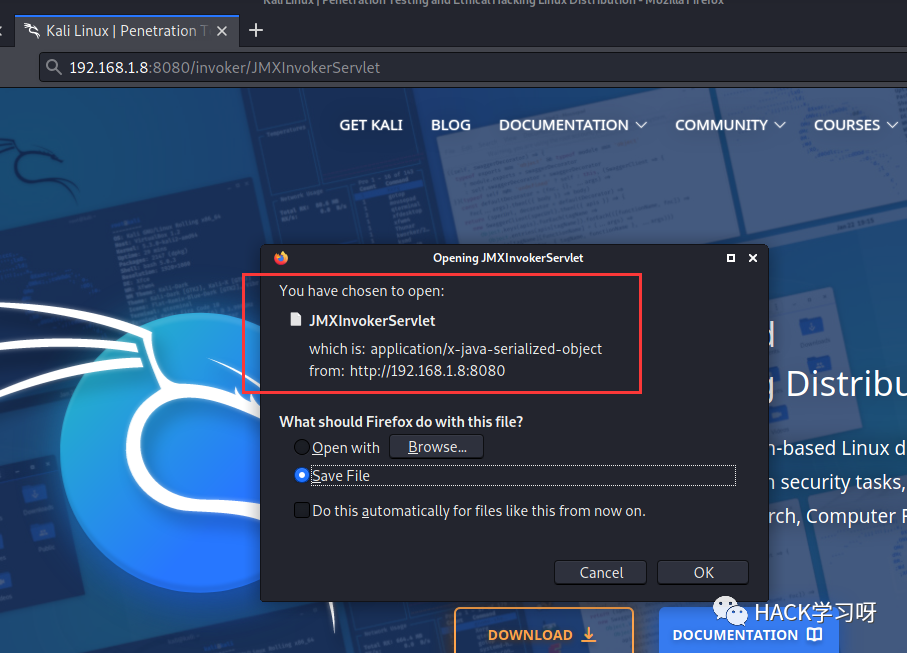 Kali Linux | Penetration Testing and Ethical Hacking Linux Distribution - Mozilla Firefox
Kali Linux | Penetration T
192.168.1.8:8080/invoker/JMXInvokerServlet
GET KALI BLOG DOCUMENTATION COMMUNITY COURSES
Opening JMXInvokerServlet
You have chosen to open:
JMXInvokerServlet
which is: application/x-java-serialized-object
from: http://192.168.1.8:8080
What should Firefox do with this file?
Open with Browse...
Save File
Do this automatically for files like this from now on.
Cancel OK
d
g Distribu
n-based Linux d
n security tasks,
rch, Computer F
HACK学习呀
DOWNLOAD DOCUMENTATION